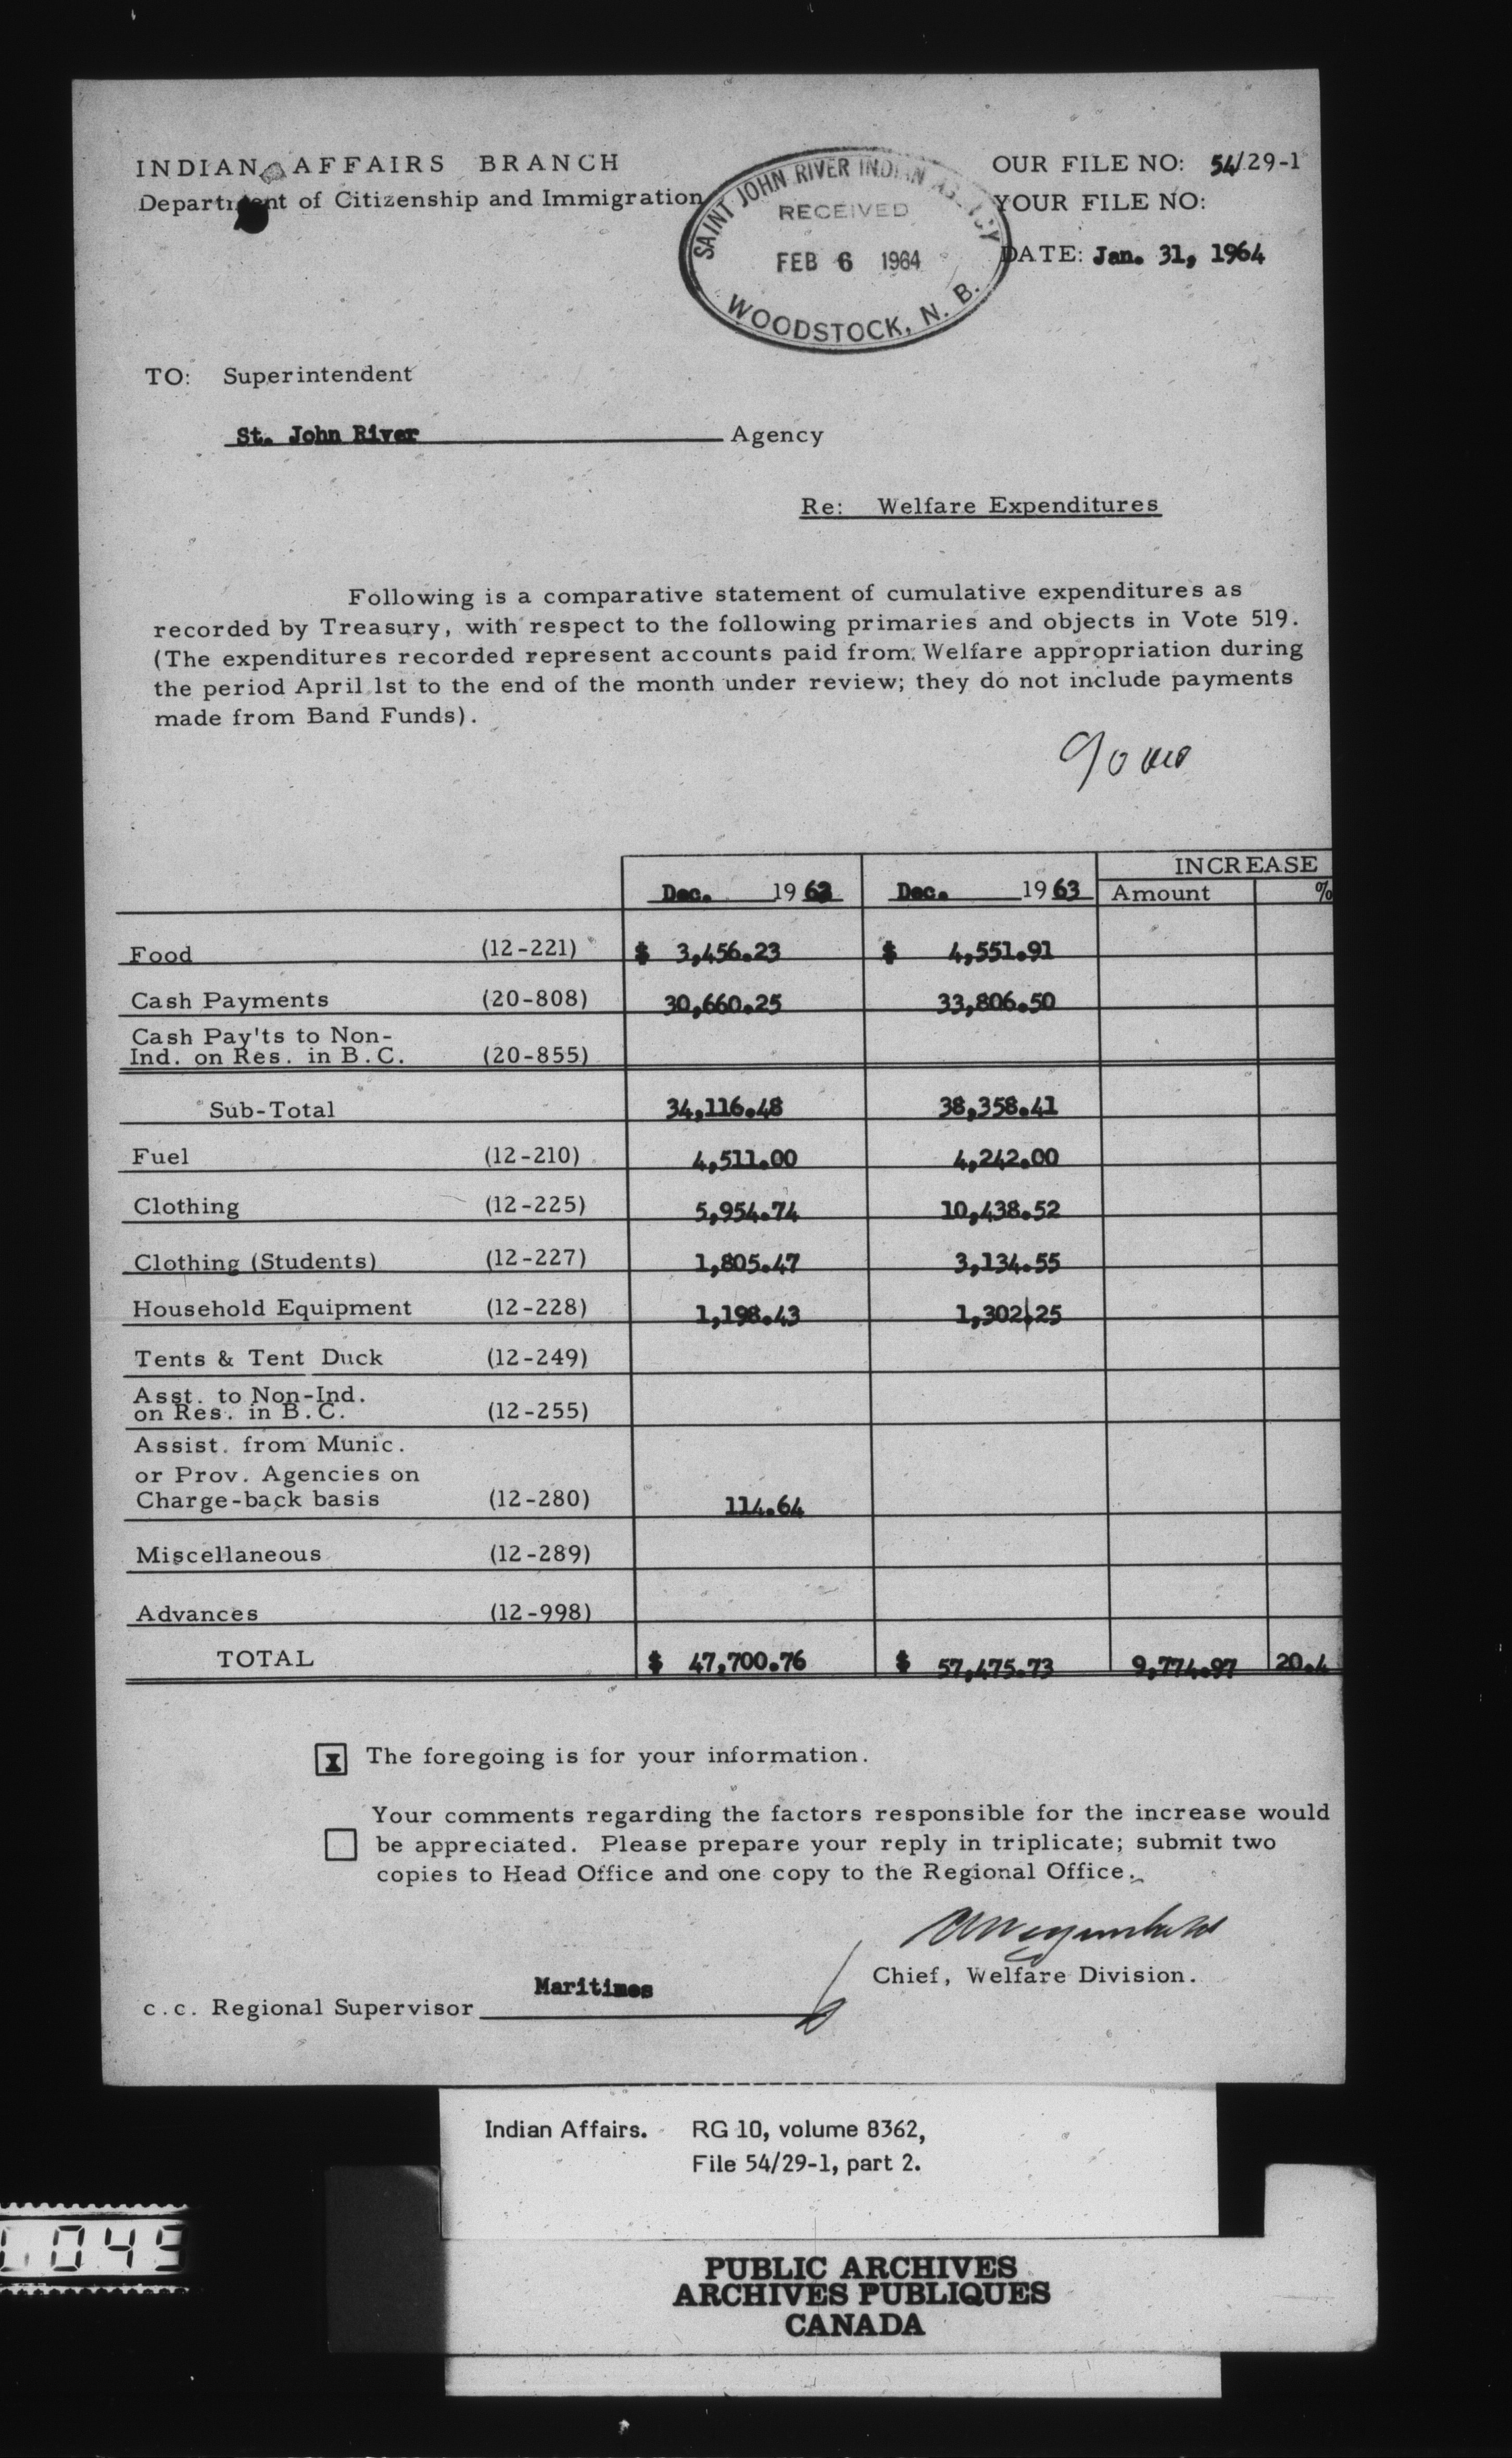 INDIAN AFFAIRS BRANCH
Department of Citizenship and Immigration
SAINT JOHN RIVER INDIAN AGENCY
RECEIVED
FEB 6 1964
WOODSTOCK, N. B.
OUR FILE NO: 54/29-1
YOUR FILE NO:
DATE: Jan. 31, 1964
TO: Superintendent
St. John River Agency
Re: Welfare Expenditures
Following is a comparative statement of cumulative expenditures as
recorded by Treasury, with respect to the following primaries and objects in Vote 519.
(The expenditures recorded represent accounts paid from Welfare appropriation during
the period April 1st to the end of the month under review; they do not include payments
made from Band Funds).
INCREASE
Dec. 1962 Dec. 1963 Amount %
Food (12-221) $ 3,456.23 $ 4,551.91
Cash Payments (20-808) 30,660.25 33,806.50
Cash Pay'ts to Non-
Ind. on Res. in B.C. (20-855)
Sub-Total 34,116.48 38,358.41
Fuel (12-210) 4,511.00 4,242.00
Clothing (12-225) 5,954.74 10,438.52
Clothing (Students) (12-227) 1,805.47 3,134.55
Household Equipment (12-228) 1,198.43 1,302.25
Tents & Tent Duck (12-249)
Asst. to Non-Ind.
on Res. in B.C. (12-255)
Assist. from Munic.
or Prov. Agencies on
Charge-back basis (12-280) 114.64
Miscellaneous (12-289)
Advances (12-998)
TOTAL $ 47,700.76 $ 57,475.73 9,774.97 20.4
x The foregoing is for your information.
Your comments regarding the factors responsible for the increase would
be appreciated. Please prepare your reply in triplicate; submit two
copies to Head Office and one copy to the Regional Office.
Chief, Welfare Division.
c.c. Regional Supervisor Maritimes
Indian Affairs. RG 10, volume 8362,
File 54/29-1, part 2.
049
PUBLIC ARCHIVES
ARCHIVES PUBLIQUES
CANADA